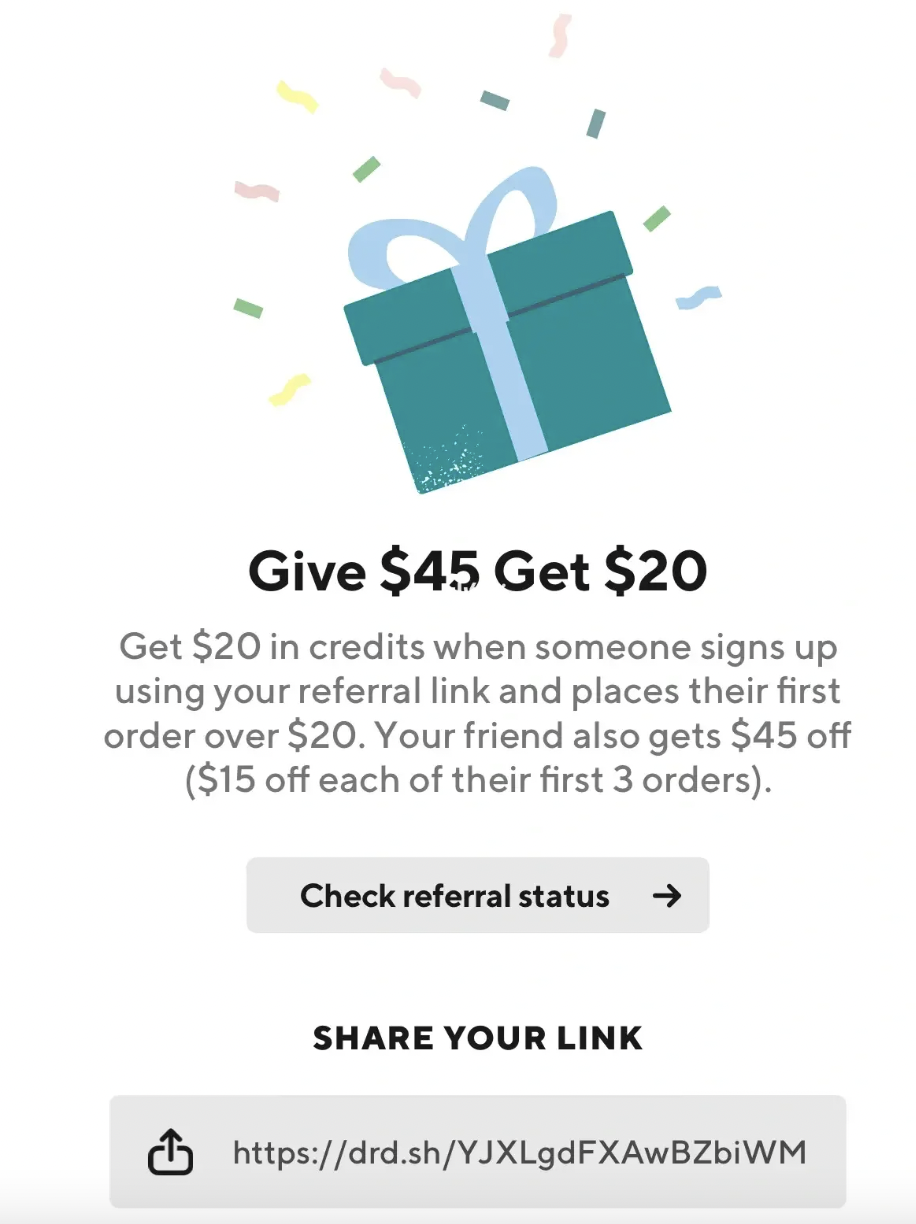 Give $45 Get $20
Get $20 in credits when someone signs up
using your referral link and places their first
order over $20. Your friend also gets $45 off
($15 off each of their first 3 orders).
Check referral status
SHARE YOUR LINK
https://drd.sh/YJXLgdFXAwBZbiWM